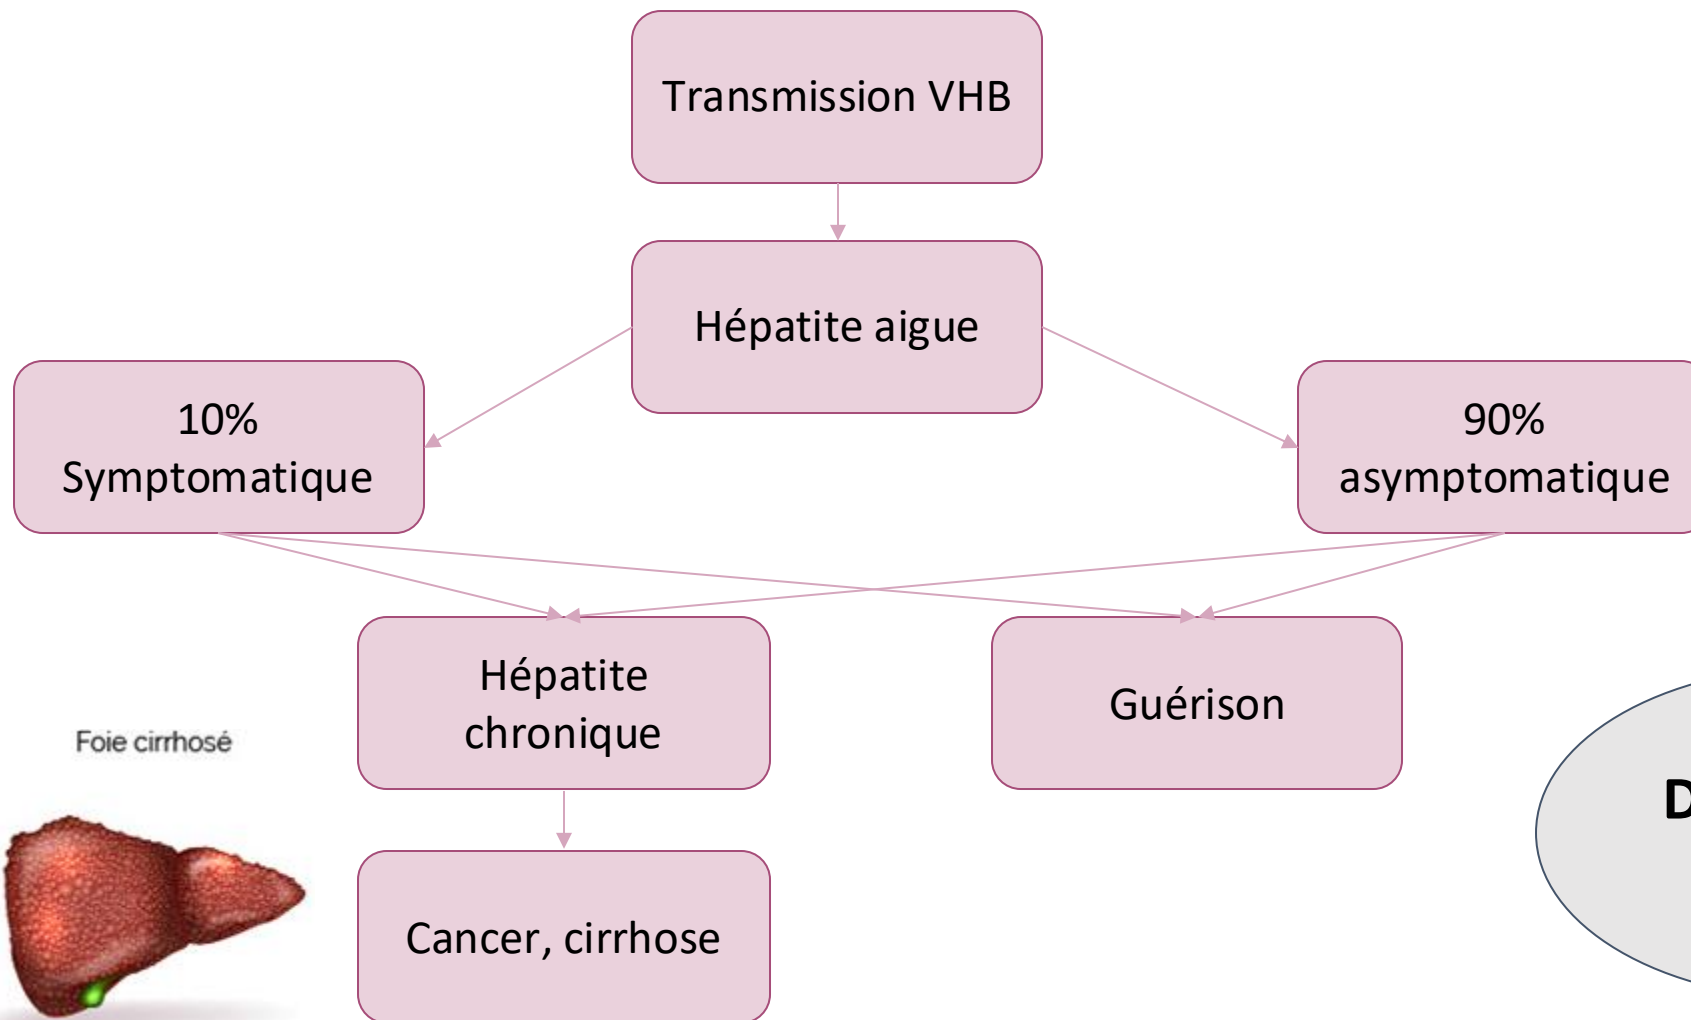 Transmission VHB
Hépatite aigue
10%
Symptomatique
90%
asymptomatique
Hépatite
chronique
Guérison
Foie cirrhosé
D
Cancer, cirrhose